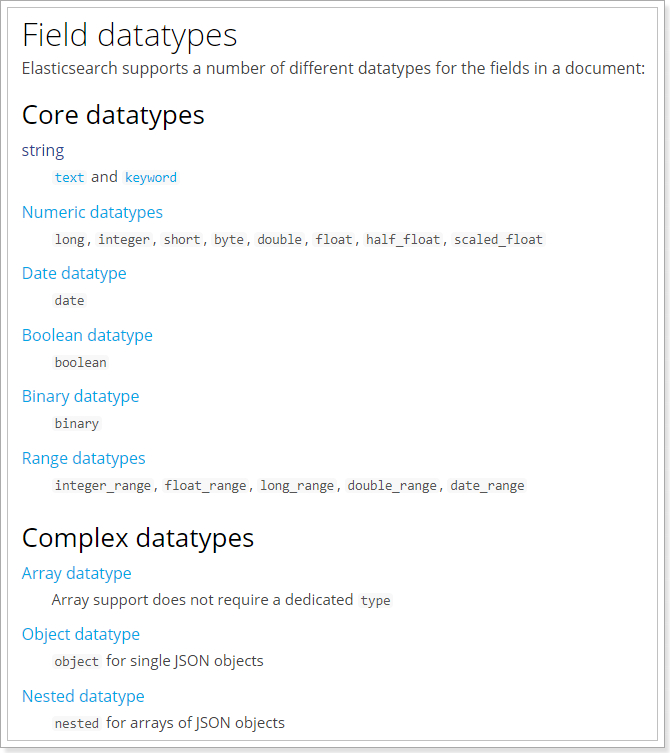 Field datatypes
Elasticsearch supports a number of different datatypes for the fields in a document:
Core datatypes
string
text and keyword
Numeric datatypes
long, integer, short, byte, double, float, half_float, scaled_float
Date datatype
date
Boolean datatype
boolean
Binary datatype
binary
Range datatypes
integer_range, float_range, long_range, double_range, date_range
Complex datatypes
Array datatype
Array support does not require a dedicated type
Object datatype
object for single JSON objects
Nested datatype
nested for arrays of JSON objects